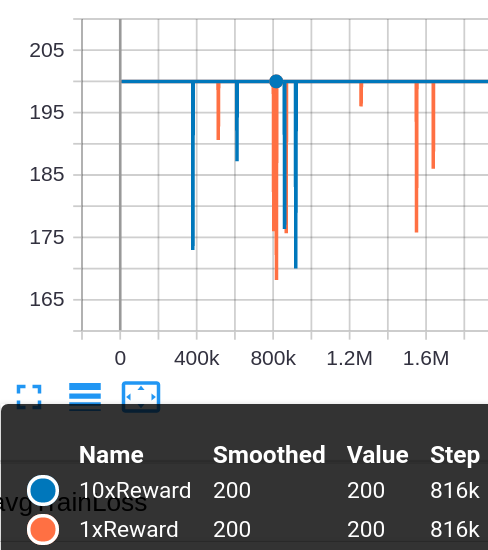 205
195
185
175
165
0 400k 800k 1.2M 1.6M
Name Smoothed Value Step
avgTrainLoss
10xReward 200 200 816k
1xReward 200 200 816k